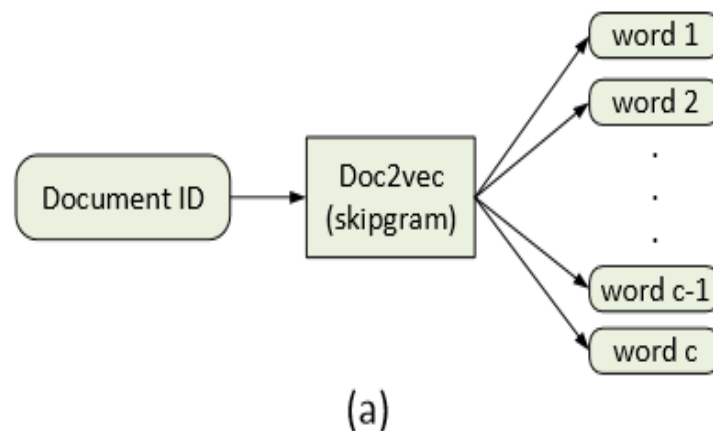 word 1
word 2
Document ID
Doc2vec
(skipgram)
.
.
.
word c-1
word c
(a)